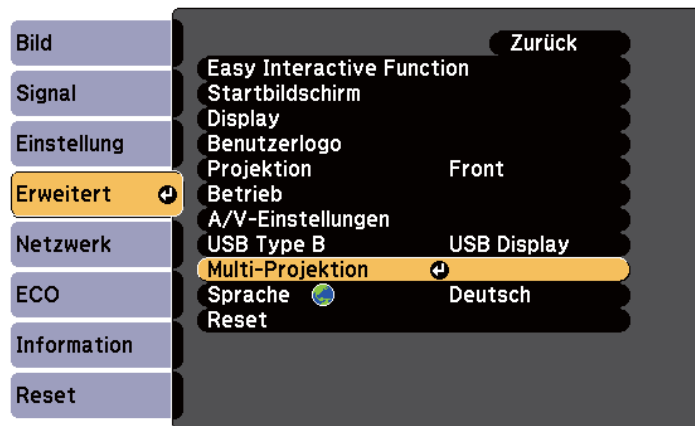 Bild
Signal
Einstellung
Erweitert
Netzwerk
ECO
Information
Reset
Zurück
Easy Interactive Function
Startbildschirm
Display
Benutzerlogo
Projektion Front
Betrieb
A/V-Einstellungen
USB Type B USB Display
Multi-Projektion
Sprache Deutsch
Reset